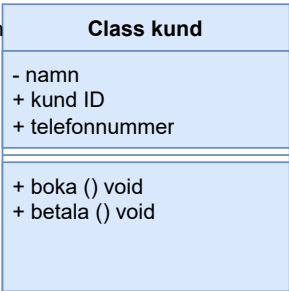 Class kund
- namn
+ kund ID
+ telefonnummer
+ boka () void
+ betala () void